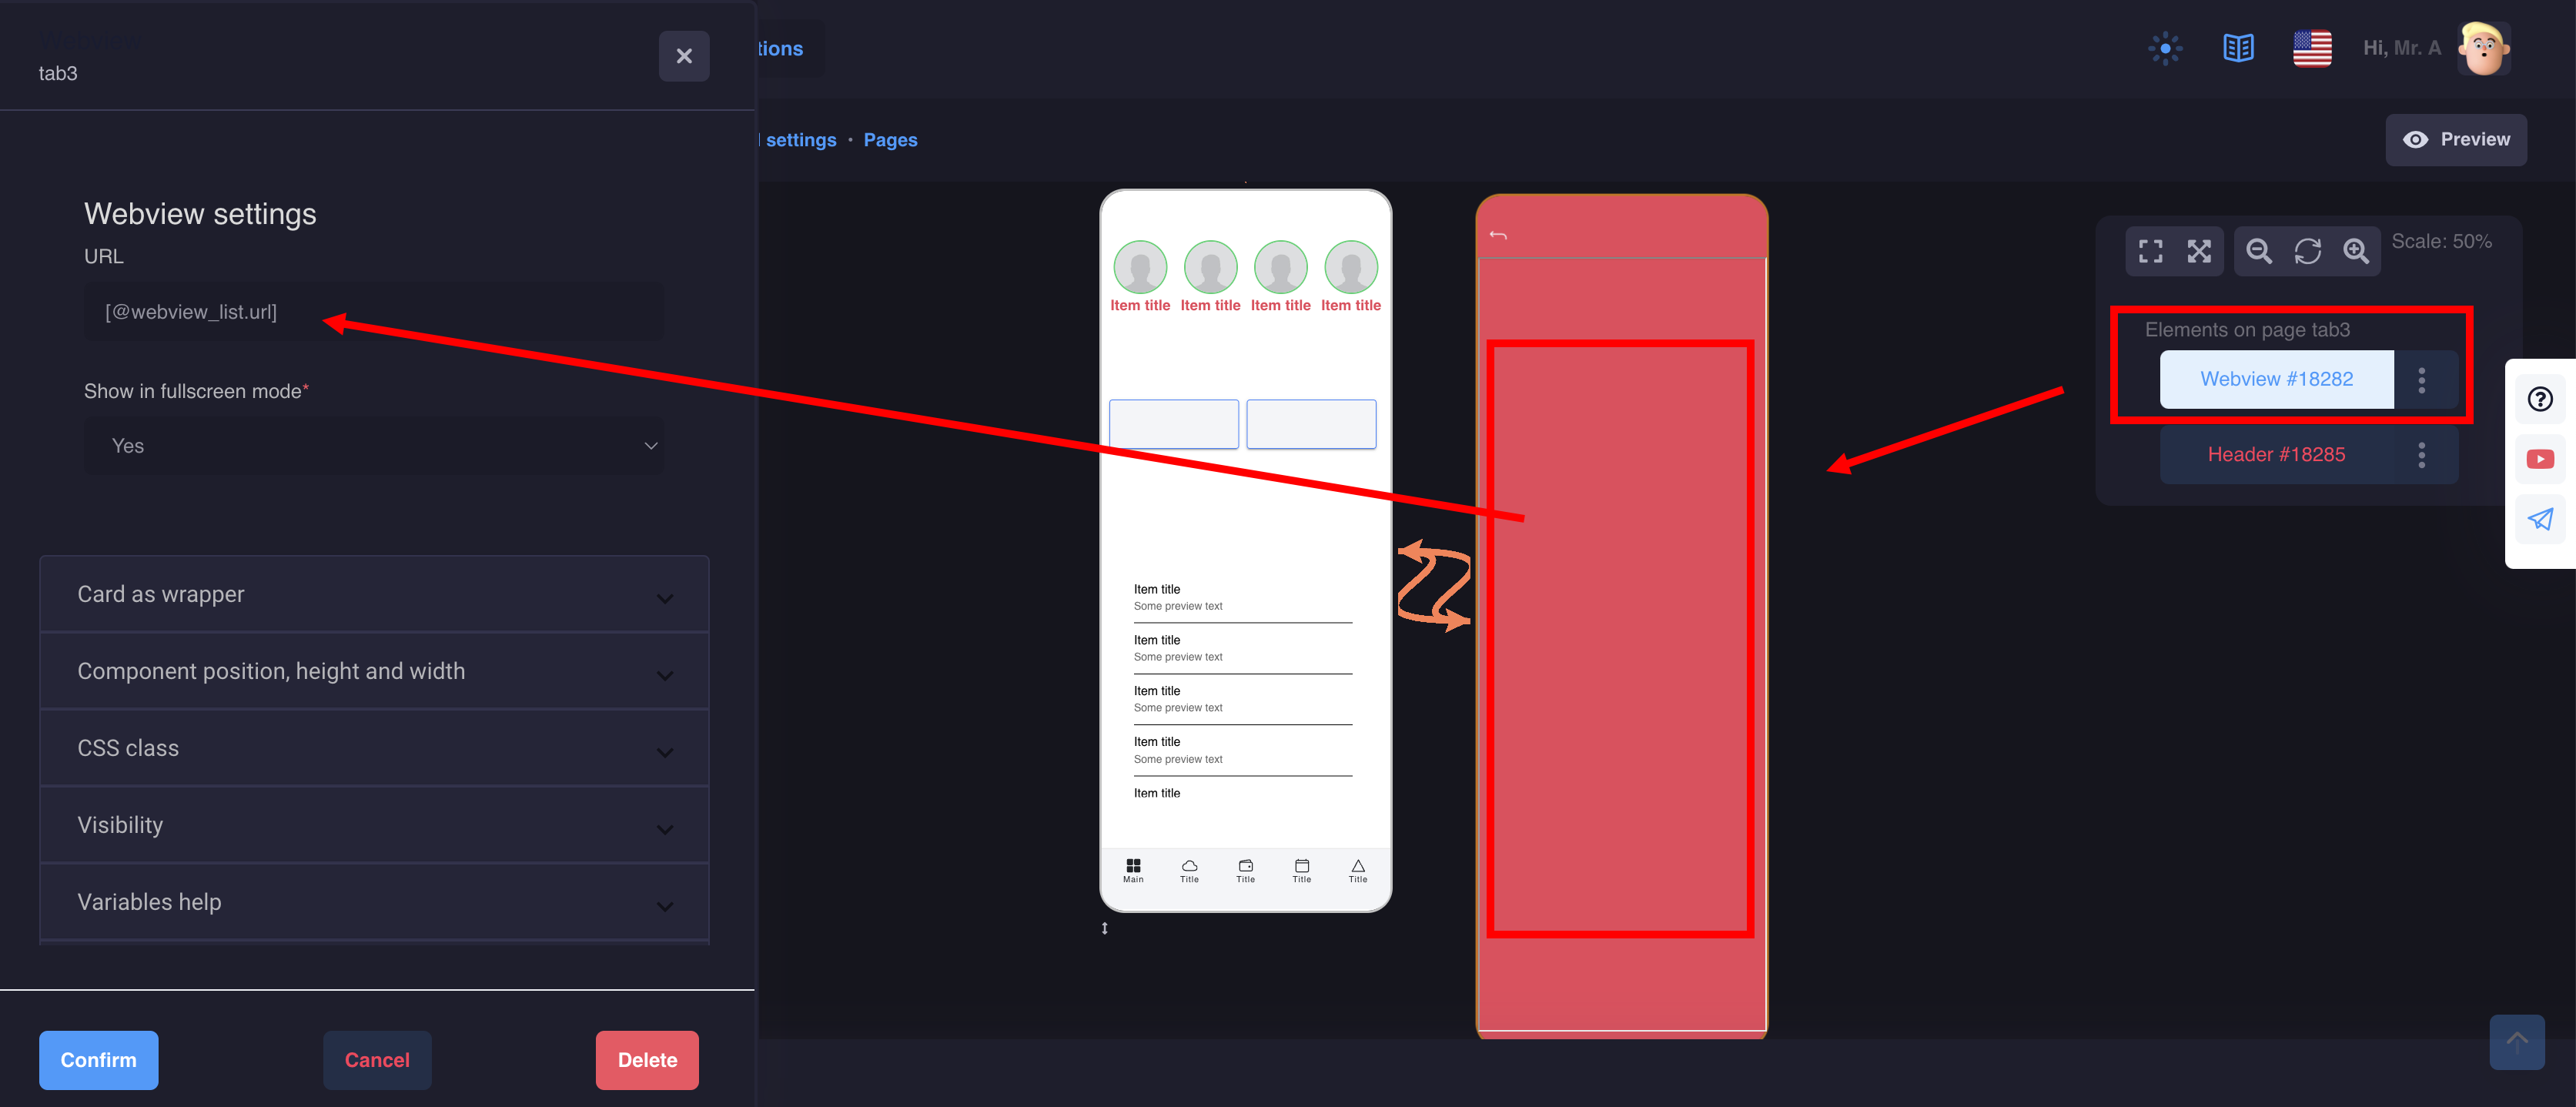 Webview
tab3
tions
Hi, Mr. A
settings • Pages
Preview
Webview settings
URL
[@webview_list.url]
Show in fullscreen mode*
Yes
Card as wrapper
Component position, height and width
CSS class
Visibility
Variables help
Confirm
Cancel
Delete
Item title
Item title
Item title
Item title
Item title
Some preview text
Item title
Some preview text
Item title
Some preview text
Item title
Some preview text
Item title
Main
Title
Title
Title
Title
Scale: 50%
Elements on page tab3
Webview #18282
Header #18285